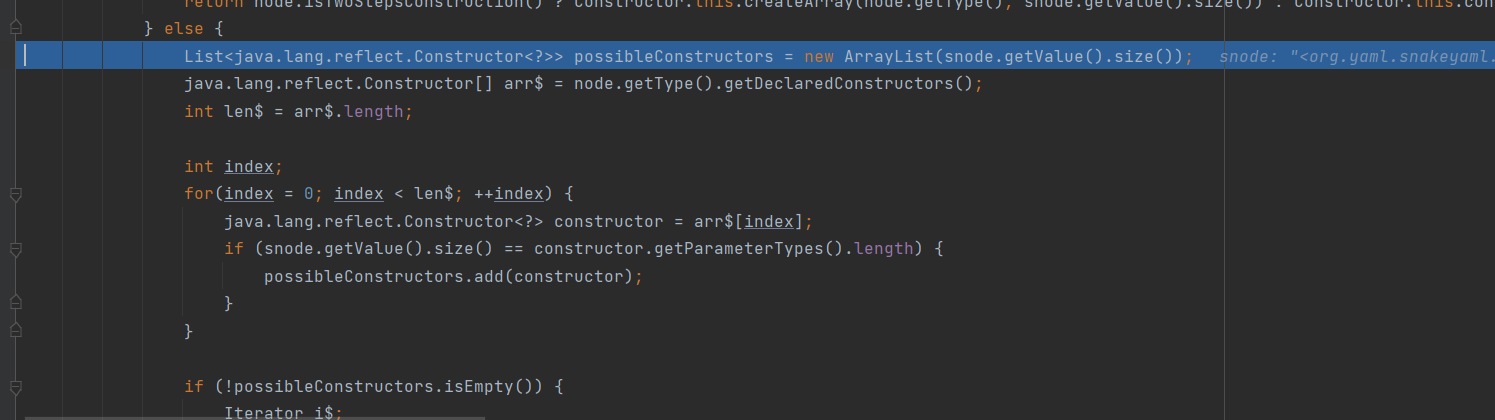 return node.isTwoStepsConstruction() ? Constructor.this.createArray(node.getType(), snode.getValue().size()) : Constructor.this.con
} else {
List<java.lang.reflect.Constructor<?>> possibleConstructors = new ArrayList(snode.getValue().size()); snode: "<org.yaml.snakeyaml.
java.lang.reflect.Constructor[] arr$ = node.getType().getDeclaredConstructors();
int len$ = arr$.length;
int index;
for(index = 0; index < len$; ++index) {
java.lang.reflect.Constructor<?> constructor = arr$[index];
if (snode.getValue().size() == constructor.getParameterTypes().length) {
possibleConstructors.add(constructor);
}
}
if (!possibleConstructors.isEmpty()) {
Iterator i$;